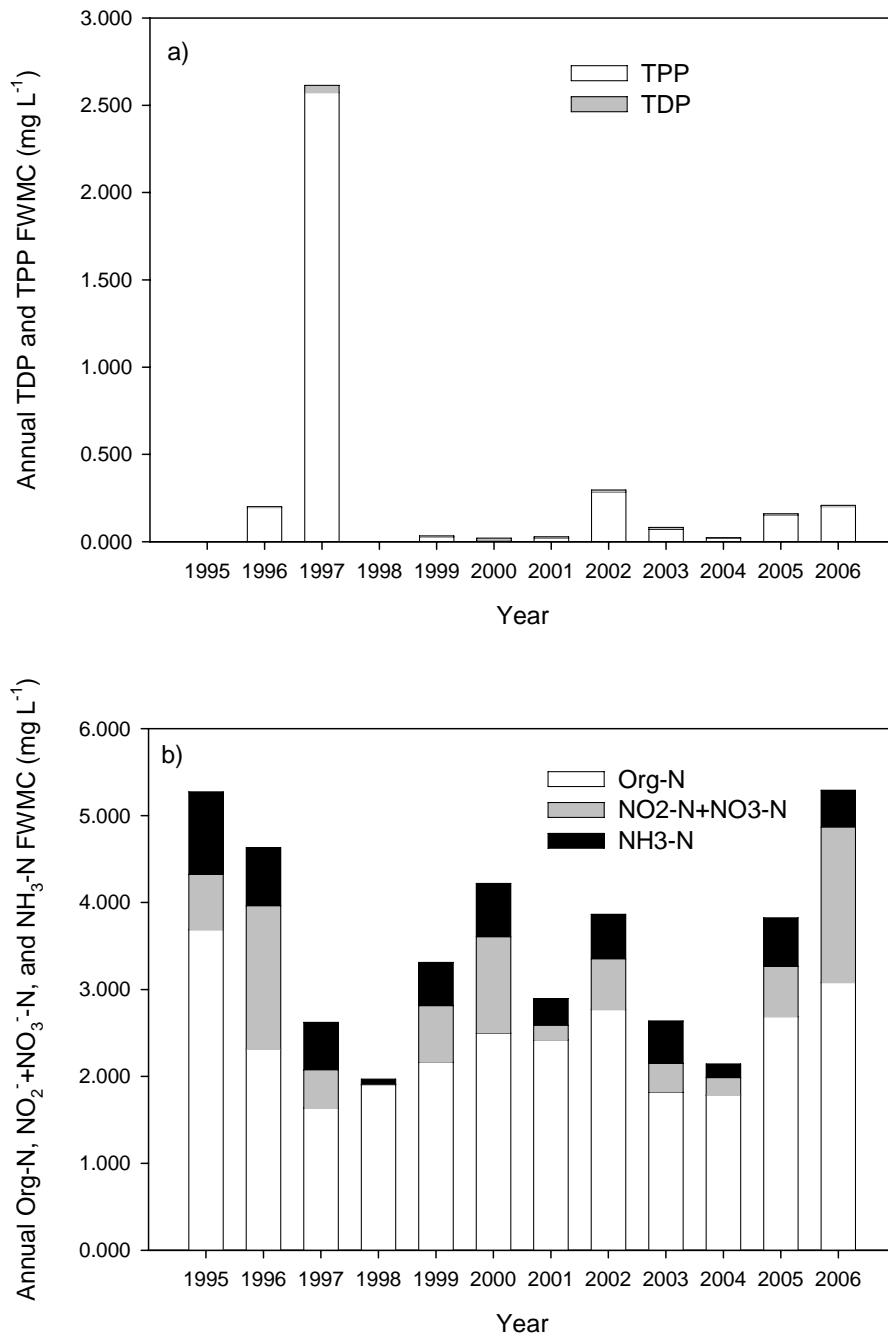 a)
TPP
TDP
3.000
2.500
2.000
1.500
1.000
0.500
0.000
Annual TDP and TPP FWMC (mg L⁻¹)
1995 1996 1997 1998 1999 2000 2001 2002 2003 2004 2005 2006
Year
b)
Org-N
NO2-N+NO3-N
NH3-N
6.000
5.000
4.000
3.000
2.000
1.000
0.000
Annual Org-N, NO₂⁻+NO₃⁻-N, and NH₃-N FWMC (mg L⁻¹)
1995 1996 1997 1998 1999 2000 2001 2002 2003 2004 2005 2006
Year